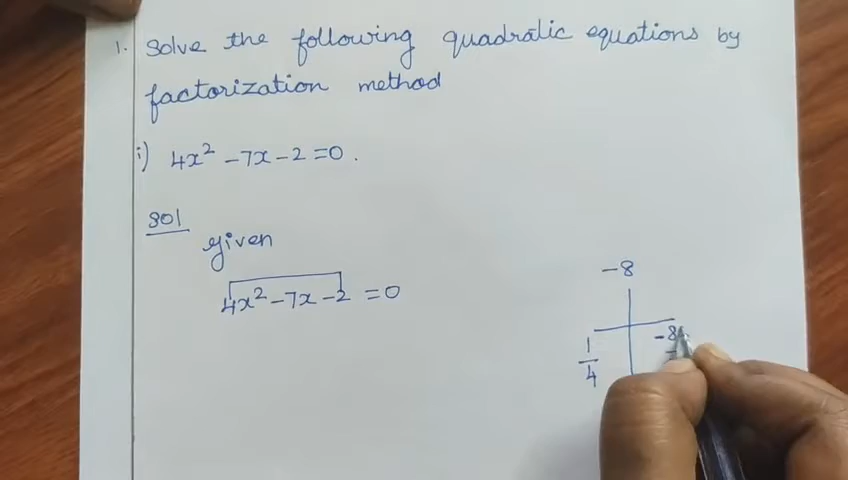 1. Solve the following quadratic equations by
factorization method
i) 4x² -7x -2 =0.
Sol
given
4x² -7x -2 =0
-8
1/4 -8